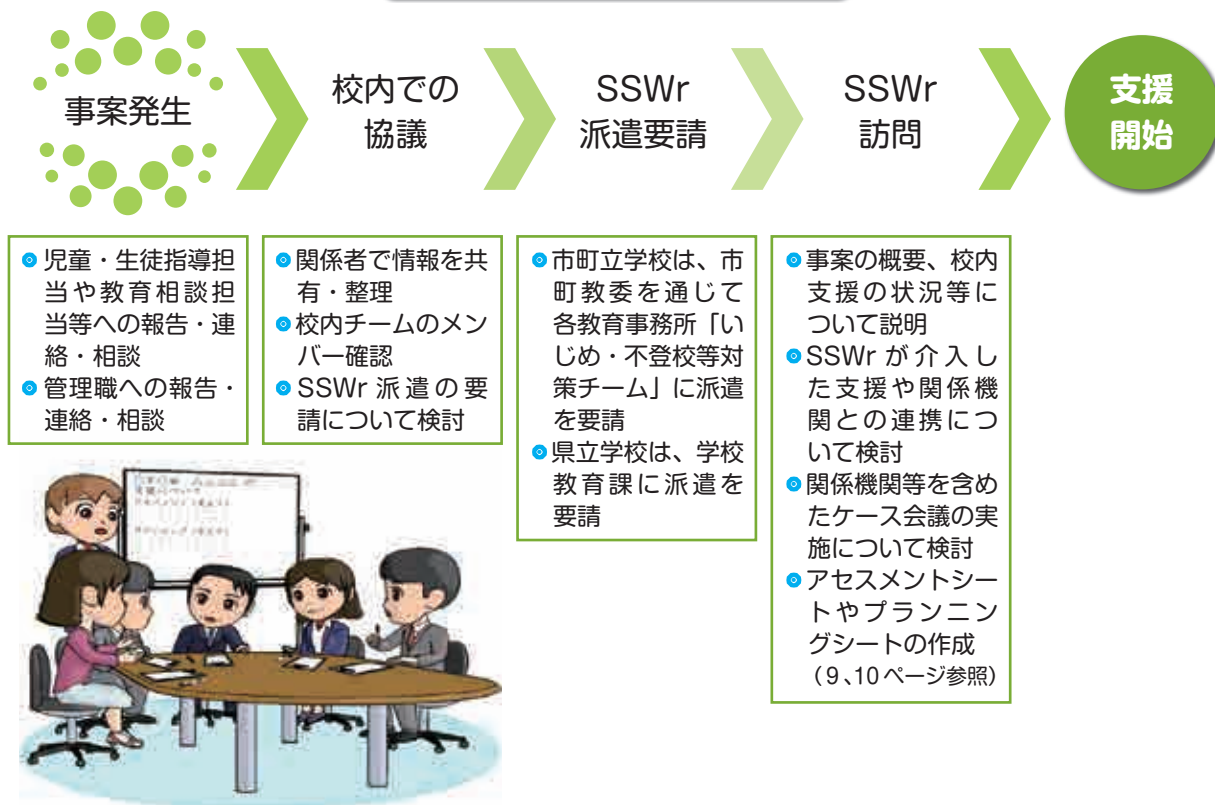 事案発生
校内での
協議
SSWr
派遣要請
SSWr
訪問
支援
開始
児童・生徒指導担
当や教育相談担
当等への報告・連
絡・相談
管理職への報告・
連絡・相談
関係者で情報を共
有・整理
校内チームのメン
バー確認
SSWr 派遣の要
請について検討
市町立学校は、市
町教委を通じて
各教育事務所「い
じめ・不登校等対
策チーム」に派遣
を要請
県立学校は、学校
教育課に派遣を
要請
事案の概要、校内
支援の状況等に
ついて説明
SSWr が介入し
た支援や関係機
関との連携につ
いて検討
関係機関等を含め
たケース会議の実
施について検討
アセスメントシー
トやプランニン
グシートの作成
（9、10ページ参照）